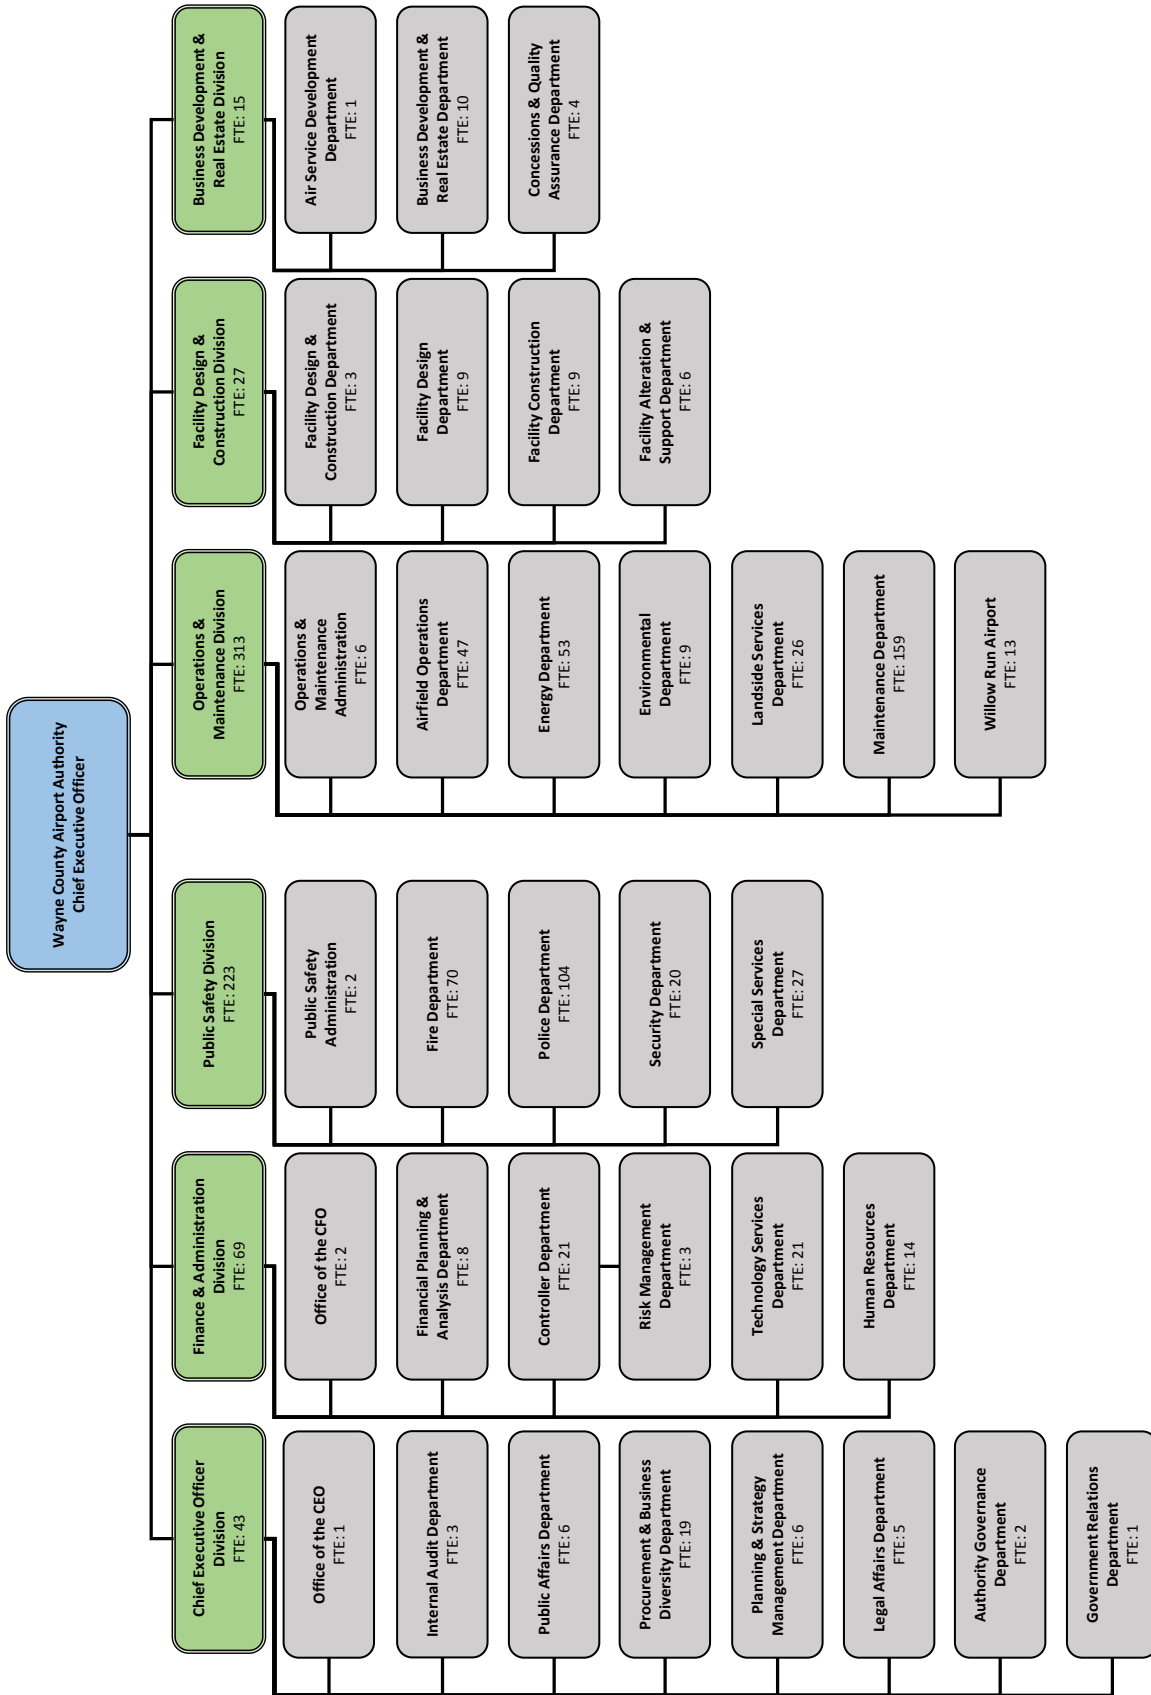 Wayne County Airport Authority
Chief Executive Officer
Chief Executive Officer
Division
FTE: 43
Office of the CEO
FTE: 1
Internal Audit Department
FTE: 3
Public Affairs Department
FTE: 6
Procurement & Business
Diversity Department
FTE: 19
Planning & Strategy
Management Department
FTE: 6
Legal Affairs Department
FTE: 5
Authority Governance
Department
FTE: 2
Government Relations
Department
FTE: 1
Finance & Administration
Division
FTE: 69
Office of the CFO
FTE: 2
Financial Planning &
Analysis Department
FTE: 8
Controller Department
FTE: 21
Risk Management
Department
FTE: 3
Technology Services
Department
FTE: 21
Human Resources
Department
FTE: 14
Public Safety Division
FTE: 223
Public Safety
Administration
FTE: 2
Fire Department
FTE: 70
Police Department
FTE: 104
Security Department
FTE: 20
Special Services
Department
FTE: 27
Operations &
Maintenance Division
FTE: 313
Operations &
Maintenance
Administration
FTE: 6
Airfield Operations
Department
FTE: 47
Energy Department
FTE: 53
Environmental
Department
FTE: 9
Landside Services
Department
FTE: 26
Maintenance Department
FTE: 159
Willow Run Airport
FTE: 13
Facility Design &
Construction Division
FTE: 27
Facility Design &
Construction Department
FTE: 3
Facility Design
Department
FTE: 9
Facility Construction
Department
FTE: 9
Facility Alteration &
Support Department
FTE: 6
Business Development &
Real Estate Division
FTE: 15
Air Service Development
Department
FTE: 1
Business Development &
Real Estate Department
FTE: 10
Concessions & Quality
Assurance Department
FTE: 4